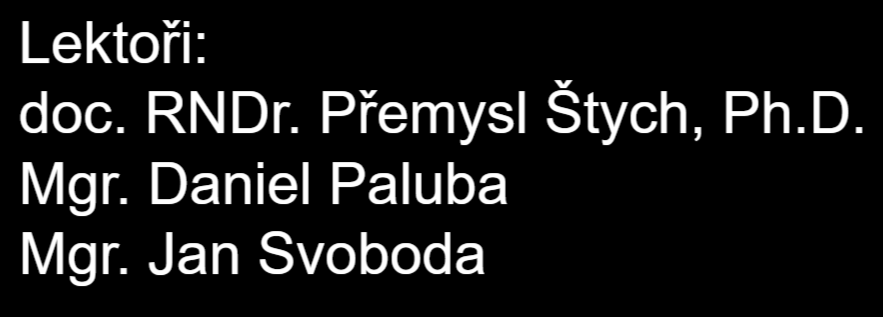 Lektoři:
doc. RNDr. Přemysl Štych, Ph.D.
Mgr. Daniel Paluba
Mgr. Jan Svoboda